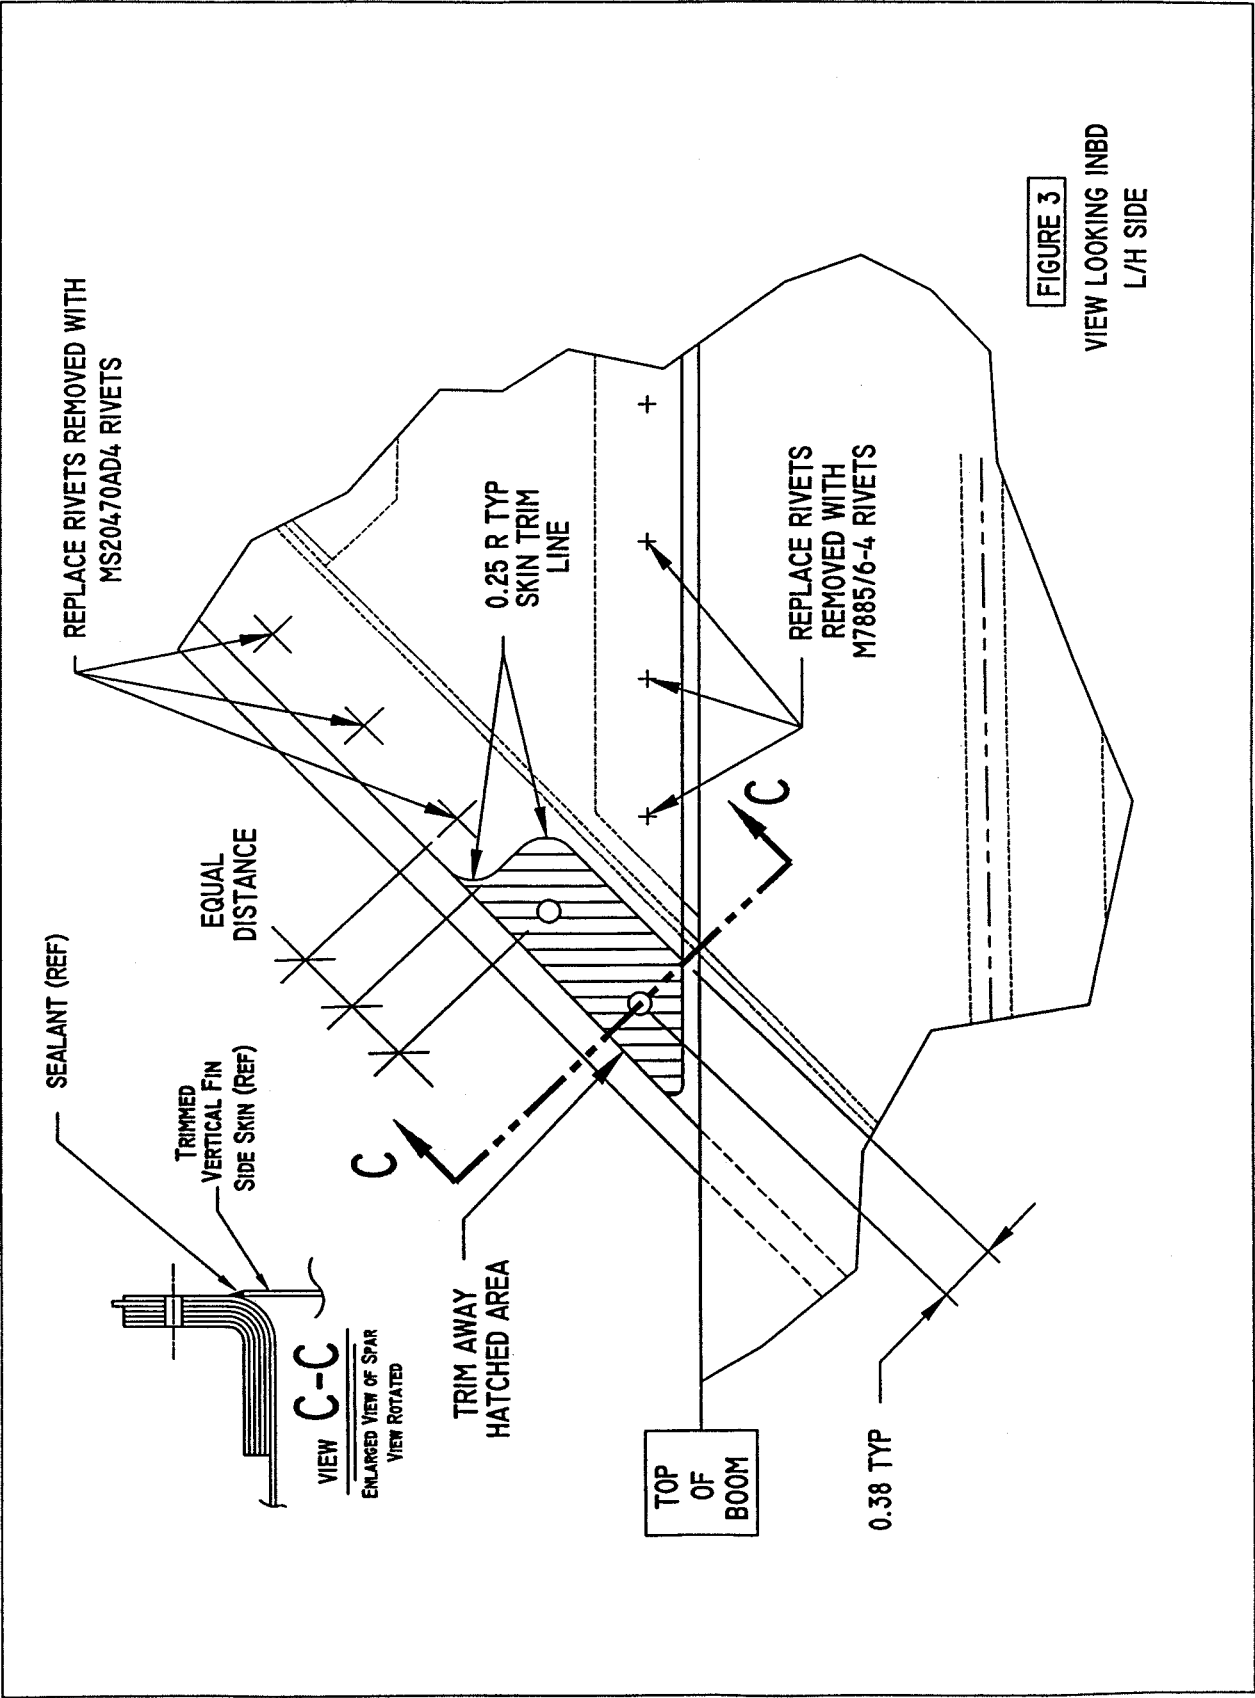 SEALANT (REF)
TRIMMED
VERTICAL FIN
SIDE SKIN (REF)
VIEW C-C
ENLARGED VIEW OF SPAR
VIEW ROTATED
REPLACE RIVETS REMOVED WITH
MS20470AD4 RIVETS
EQUAL
DISTANCE
C
TRIM AWAY
HATCHED AREA
0.25 R TYP
SKIN TRIM
LINE
C
TOP
OF
BOOM
REPLACE RIVETS
REMOVED WITH
M7885/6-4 RIVETS
0.38 TYP
FIGURE 3
VIEW LOOKING INBD
L/H SIDE